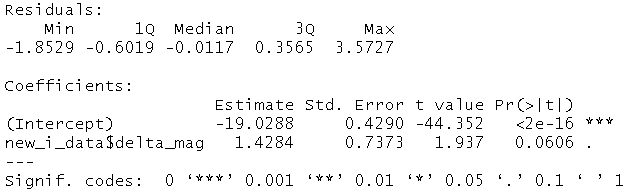 Residuals:
Min 1Q Median 3Q Max
-1.8529 -0.6019 -0.0117 0.3565 3.5727
Coefficients:
Estimate Std. Error t value Pr(>|t|)
(Intercept) -19.0288 0.4290 -44.352 <2e-16 ***
new_i_data$delta_mag 1.4284 0.7373 1.937 0.0606 .
---
Signif. codes: 0 ‘***’ 0.001 ‘**’ 0.01 ‘*’ 0.05 ‘.’ 0.1 ‘ ’ 1